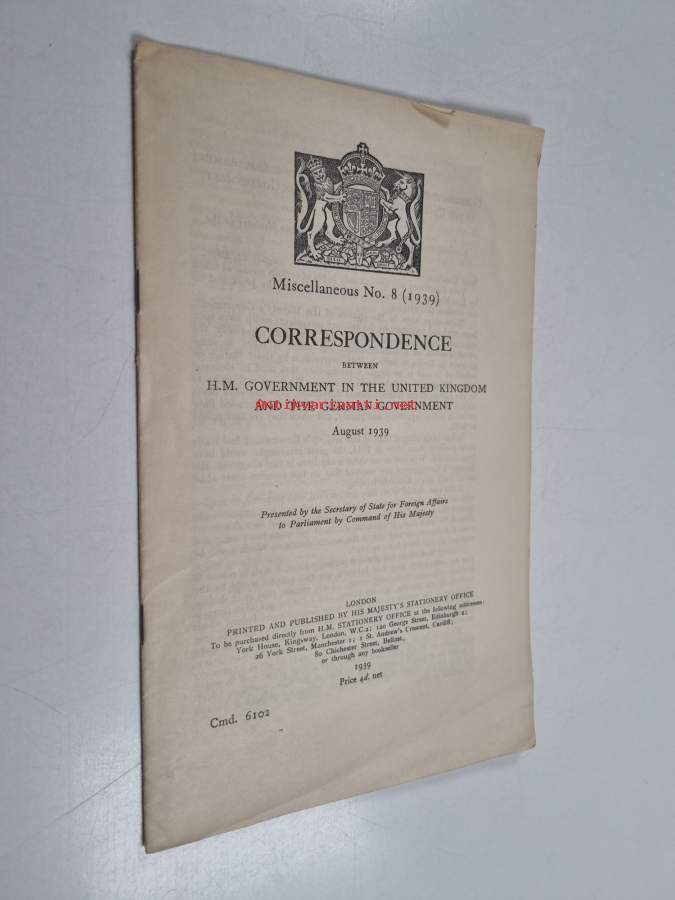 Miscellaneous No. 8 (1939)
CORRESPONDENCE
BETWEEN
H.M. GOVERNMENT IN THE UNITED KINGDOM
AND THE GERMAN GOVERNMENT
Antikvariaatti.net
August 1939
Presented by the Secretary of State for Foreign Affairs
to Parliament by Command of His Majesty
LONDON
PRINTED AND PUBLISHED BY HIS MAJESTY'S STATIONERY OFFICE
To be purchased directly from H.M. STATIONERY OFFICE at the following addresses:
York House, Kingsway, London, W.C.2; 120 George Street, Edinburgh 2;
26 York Street, Manchester 1; 1 St. Andrew's Crescent, Cardiff;
80 Chichester Street, Belfast;
or through any bookseller
1939
Price 4d. net
Cmd. 6102